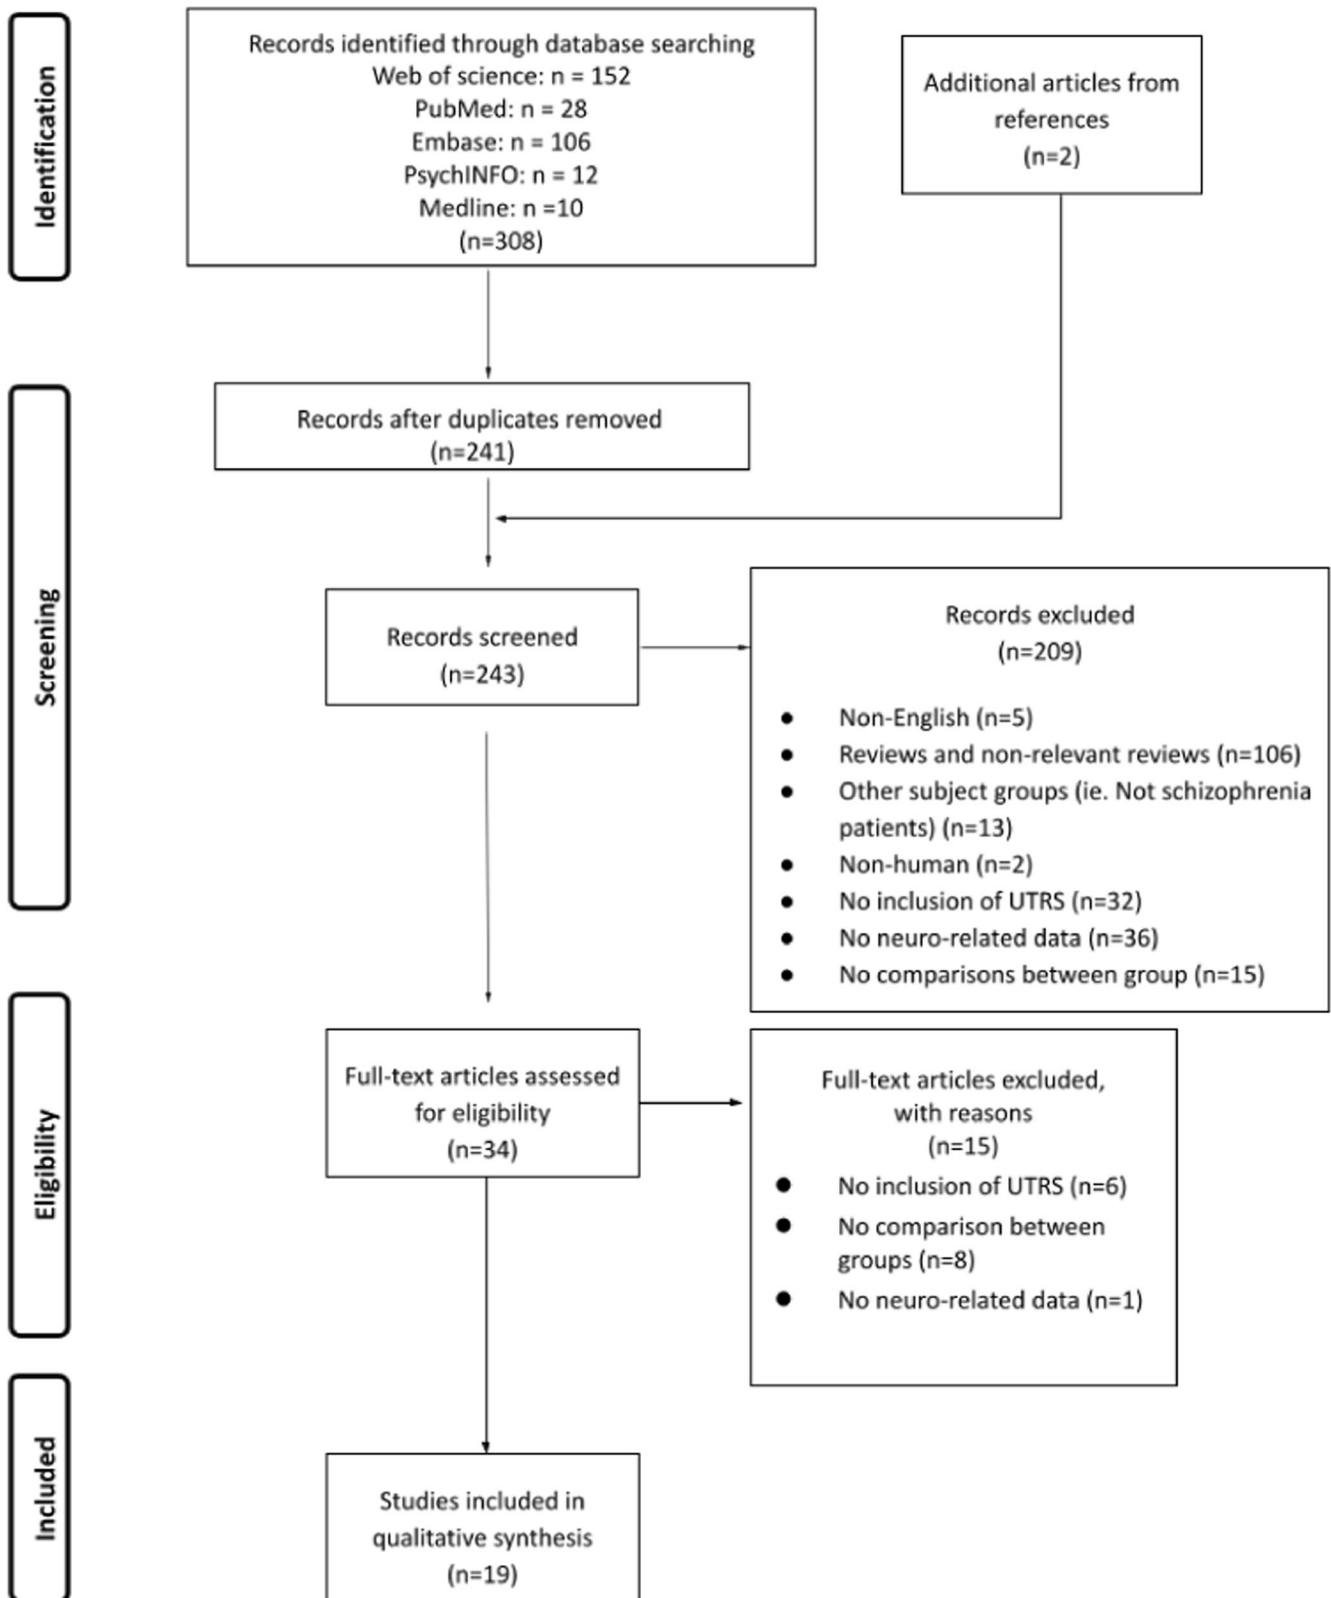 Identification
Records identified through database searching
Web of science: n = 152
PubMed: n = 28
Embase: n = 106
PsychINFO: n = 12
Medline: n =10
(n=308)
Additional articles from
references
(n=2)
Screening
Records after duplicates removed
(n=241)
Records screened
(n=243)
Records excluded
(n=209)
● Non-English (n=5)
● Reviews and non-relevant reviews (n=106)
● Other subject groups (ie. Not schizophrenia
patients) (n=13)
● Non-human (n=2)
● No inclusion of UTRS (n=32)
● No neuro-related data (n=36)
● No comparisons between group (n=15)
Eligibility
Full-text articles assessed
for eligibility
(n=34)
Full-text articles excluded,
with reasons
(n=15)
● No inclusion of UTRS (n=6)
● No comparison between
groups (n=8)
● No neuro-related data (n=1)
Included
Studies included in
qualitative synthesis
(n=19)